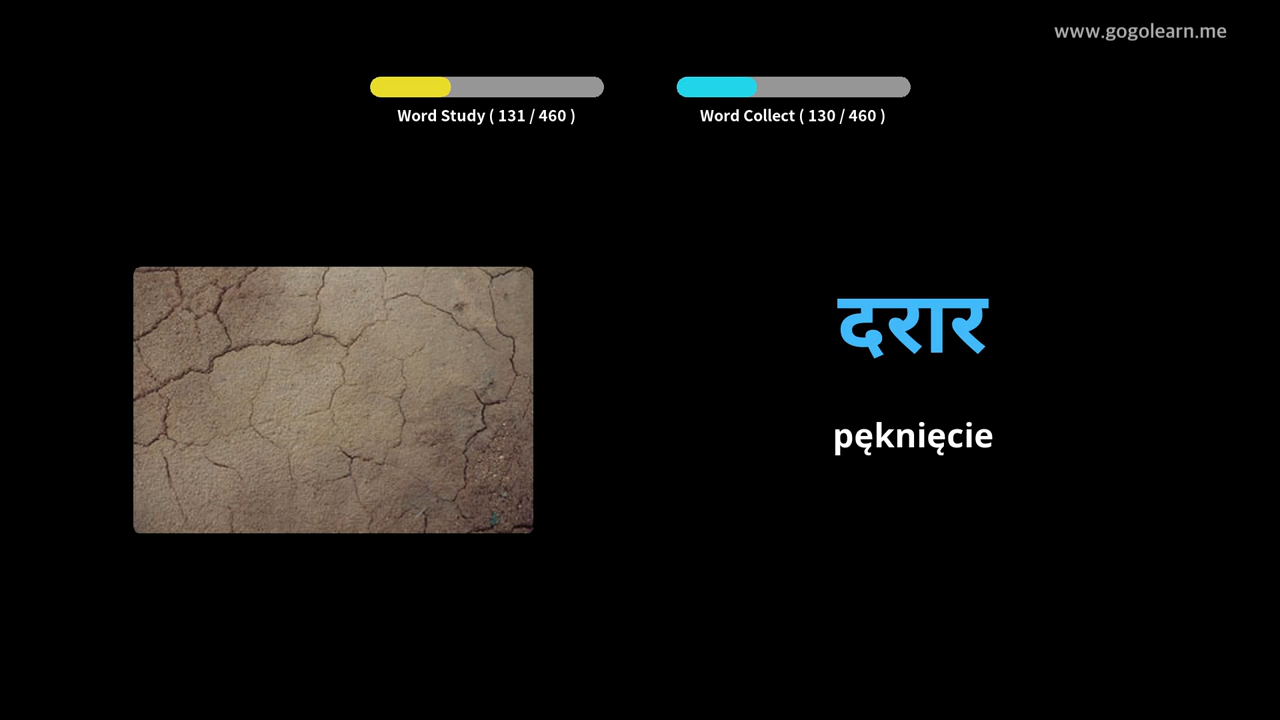 www.gogolearn.me
Word Study ( 131 / 460 )
Word Collect ( 130 / 460 )
दरार
pęknięcie